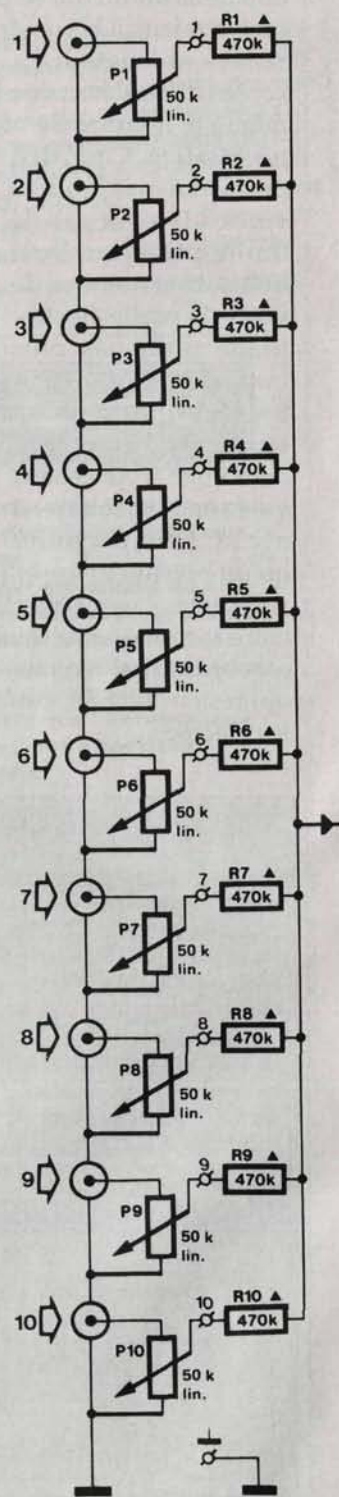 1 1 R1 ▲
470k
P1
50 k
lin.
2 2 R2 ▲
470k
P2
50 k
lin.
3 3 R3 ▲
470k
P3
50 k
lin.
4 4 R4 ▲
470k
P4
50 k
lin.
5 5 R5 ▲
470k
P5
50 k
lin.
6 6 R6 ▲
470k
P6
50 k
lin.
7 7 R7 ▲
470k
P7
50 k
lin.
8 8 R8 ▲
470k
P8
50 k
lin.
9 9 R9 ▲
470k
P9
50 k
lin.
10 10 R10 ▲
470k
P10
50 k
lin.